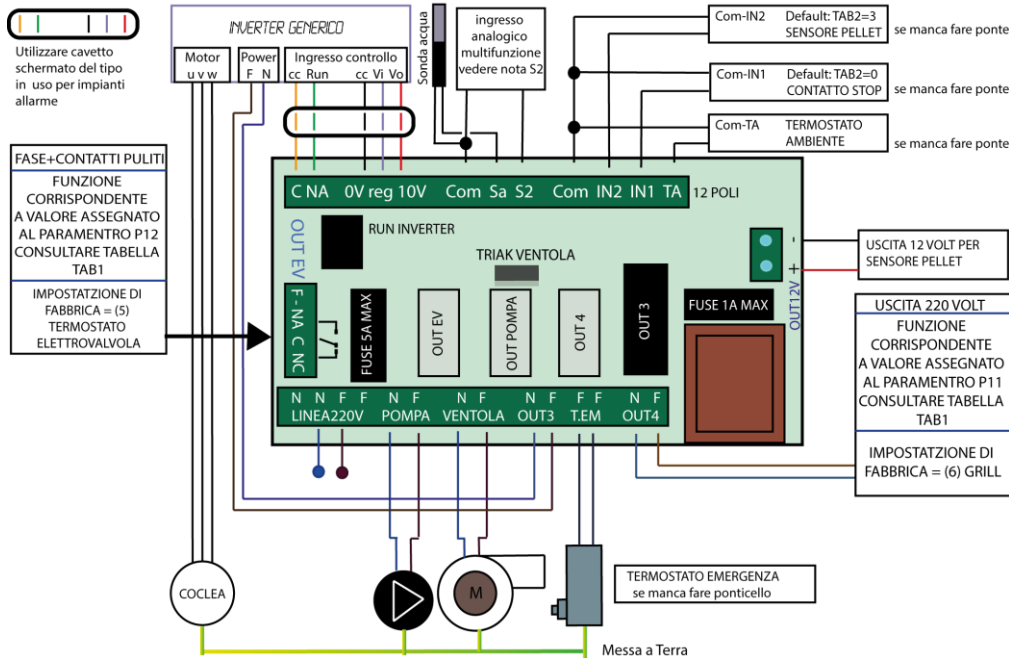 Utilizzare cavetto
schermato del tipo
in uso per impianti
allarme
INVERTER GENERICO
Motor
u v w
Power
F N
Ingresso controllo
cc Run cc Vi Vo
Sonda acqua
ingresso
analogico
multifunzione
vedere nota S2
Com-IN2 Default: TAB2=3
SENSORE PELLET
se manca fare ponte
Com-IN1 Default: TAB2=0
CONTATTO STOP
se manca fare ponte
Com-TA TERMOSTATO
AMBIENTE
se manca fare ponte
FASE+CONTATTI PULITI
FUNZIONE
CORRISPONDENTE
A VALORE ASSEGNATO
AL PARAMENTRO P12
CONSULTARE TABELLA
TAB1
IMPOSTATZIONE DI
FABBRICA = (5)
TERMOSTATO
ELETTROVALVOLA
C NA 0V reg 10V Com Sa S2 Com IN2 IN1 TA
12 POLI
RUN INVERTER
TRIAK VENTOLA
OUT EV
F - NA C NC
FUSE 5A MAX
OUT EV
OUT POMPA
OUT 4
OUT 3
FUSE 1A MAX
- +
OUT12V
USCITA 12 VOLT PER
SENSORE PELLET
USCITA 220 VOLT
FUNZIONE
CORRISPONDENTE
A VALORE ASSEGNATO
AL PARAMENTRO P11
CONSULTARE TABELLA
TAB1
IMPOSTATZIONE DI
FABBRICA = (6) GRILL
N N F F N F N F N F F F N F
LINEA220V POMPA VENTOLA OUT3 T.EM OUT4
COCLEA
M
TERMOSTATO EMERGENZA
se manca fare ponticello
Messa a Terra